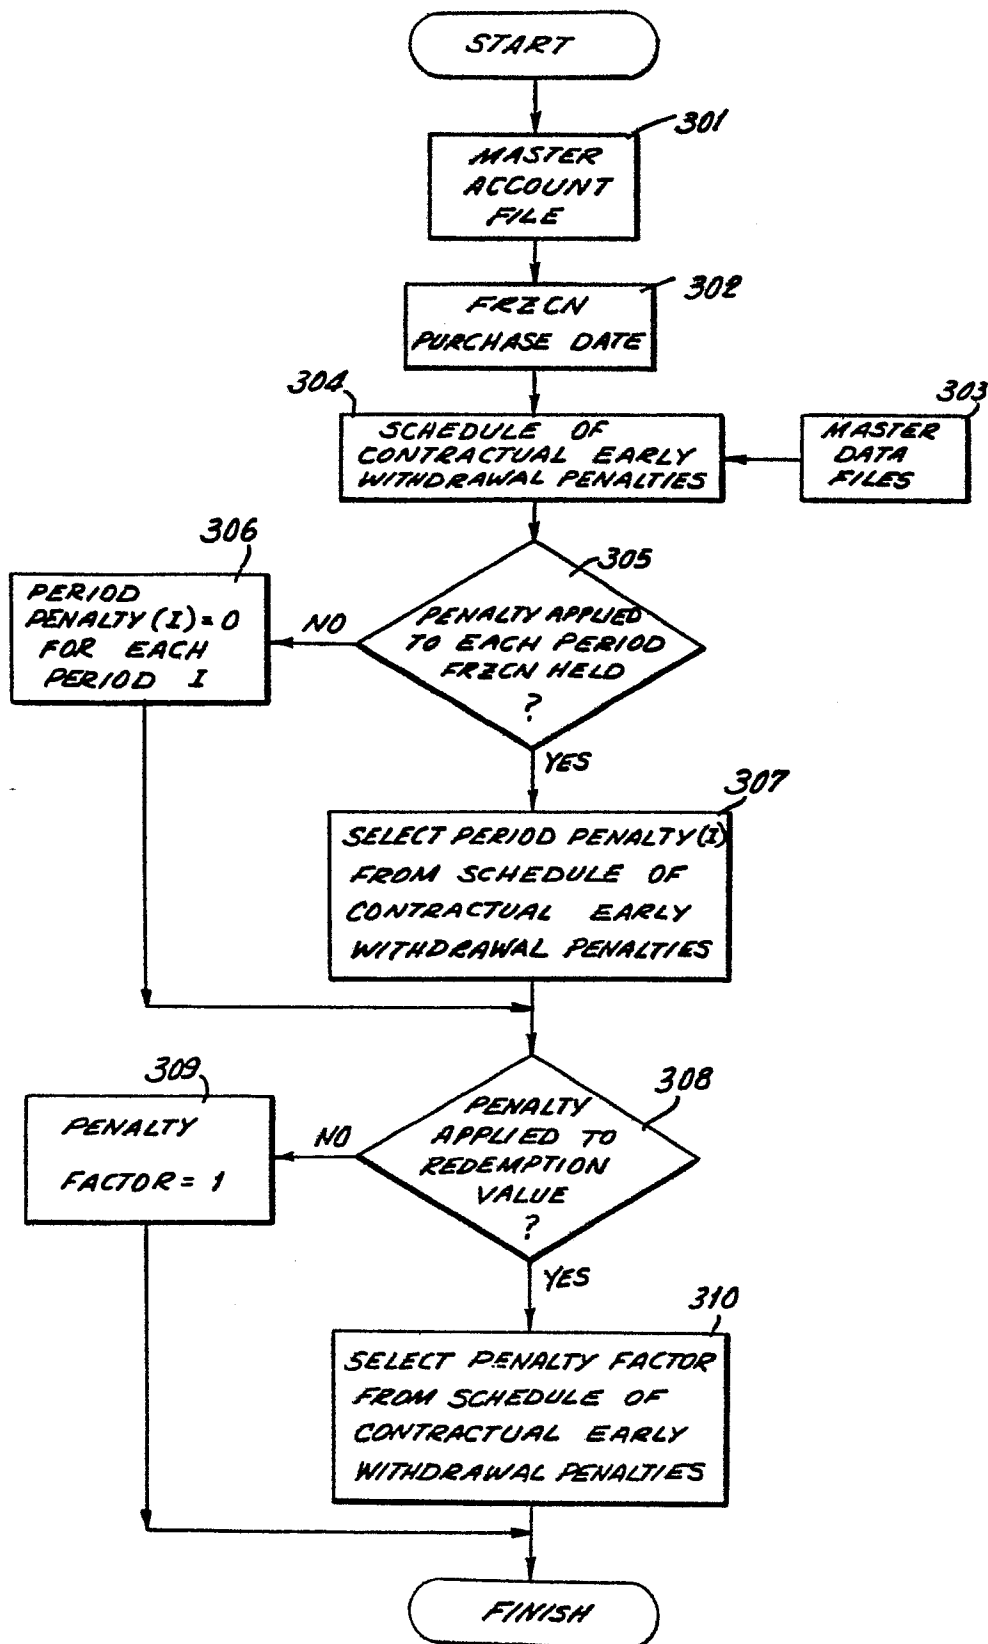 START
301
MASTER
ACCOUNT
FILE
302
FRZCN
PURCHASE DATE
304
SCHEDULE OF
CONTRACTUAL EARLY
WITHDRAWAL PENALTIES
303
MASTER
DATA
FILES
305
PENALTY APPLIED
TO EACH PERIOD
FRZCN HELD
?
NO
306
PERIOD
PENALTY (I) = 0
FOR EACH
PERIOD I
YES
307
SELECT PERIOD PENALTY (I)
FROM SCHEDULE OF
CONTRACTUAL EARLY
WITHDRAWAL PENALTIES
308
PENALTY
APPLIED TO
REDEMPTION
VALUE
?
NO
309
PENALTY
FACTOR = 1
YES
310
SELECT PENALTY FACTOR
FROM SCHEDULE OF
CONTRACTUAL EARLY
WITHDRAWAL PENALTIES
FINISH